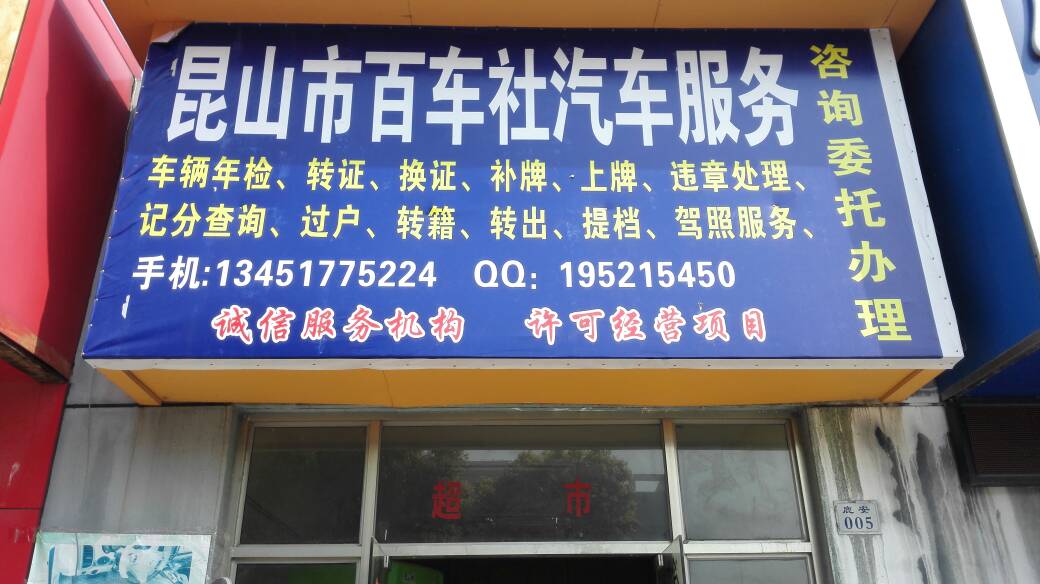 昆山市百车社汽车服务
车辆年检、转证、换证、补牌、上牌、违章处理、
记分查询、过户、转籍、转出、提档、驾照服务、
手机:13451775224 QQ: 195215450
诚信服务机构 许可经营项目
咨询委托办理
超 市
鹿安
005